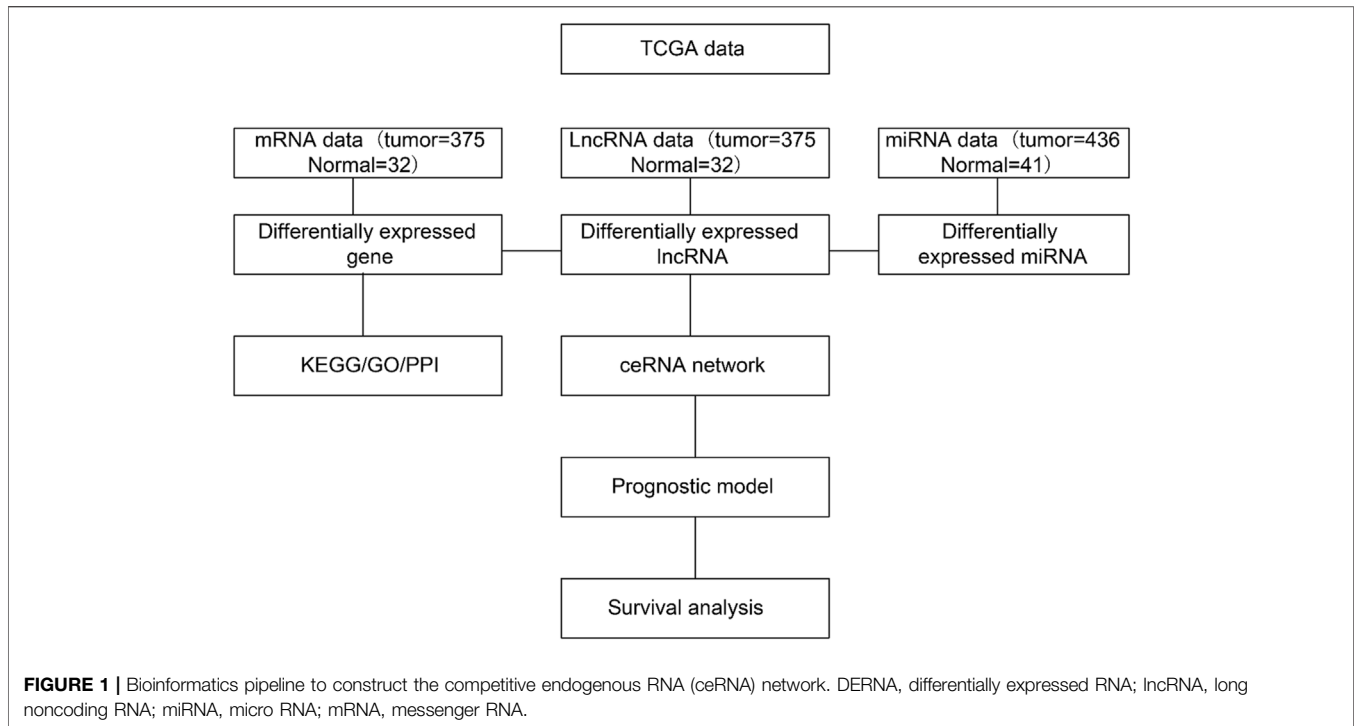 TCGA data
mRNA data（tumor=375
Normal=32）
LncRNA data（tumor=375
Normal=32）
miRNA data（tumor=436
Normal=41）
Differentially expressed
gene
Differentially expressed
lncRNA
Differentially
expressed miRNA
KEGG/GO/PPI
ceRNA network
Prognostic model
Survival analysis
FIGURE 1 | Bioinformatics pipeline to construct the competitive endogenous RNA (ceRNA) network. DERNA, differentially expressed RNA; lncRNA, long
noncoding RNA; miRNA, micro RNA; mRNA, messenger RNA.